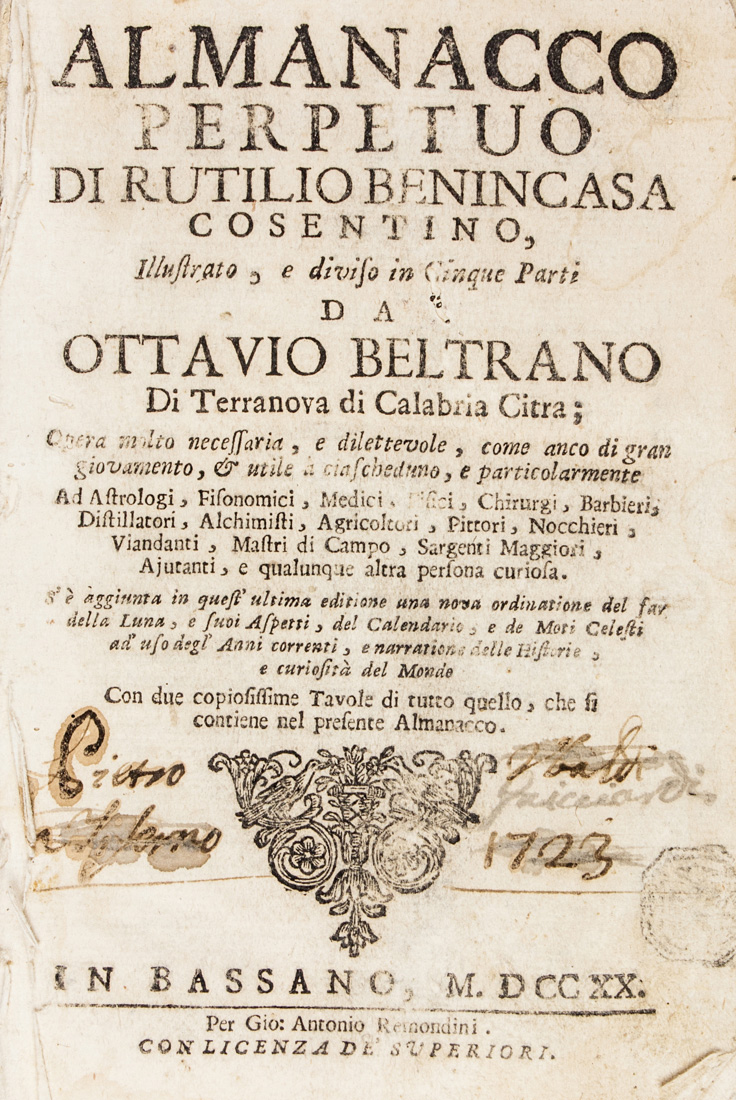 ALMANACCO
PERPETUO
DI RUTILIO BENINCASA
COSENTINO,
Illuſtrato, e diviſo in Cinque Parti
DA
OTTAVIO BELTRANO
Di Terranova di Calabria Citra;
Opera molto neceſſaria, e dilettevole, come anco di gran
giovamento, & utile à ciaſcheduno, e particolarmente
Ad Aſtrologi, Fiſonomici, Medici, Fiſici, Chirurgi, Barbieri,
Diſtillatori, Alchimiſti, Agricoltori, Pittori, Nocchieri,
Viandanti, Maſtri di Campo, Sargenti Maggiori,
Ajutanti, e qualunque altra perſona curioſa.
S'è aggiunta in queſt' ultima editione una nova ordinatione del far
della Luna, e ſuoi Aſpetti, del Calendario, e de Moti Celeſti
ad' uſo degl' Anni correnti, e narratione delle Hiſtorie,
e curioſità del Mondo
Con due copioſiſſime Tavole di tutto quello, che ſi
contiene nel preſente Almanacco.
Pietro
1723
IN BASSANO, M. DCCXX.
Per Gio: Antonio Remondini.
CON LICENZA DE' SUPERIORI.